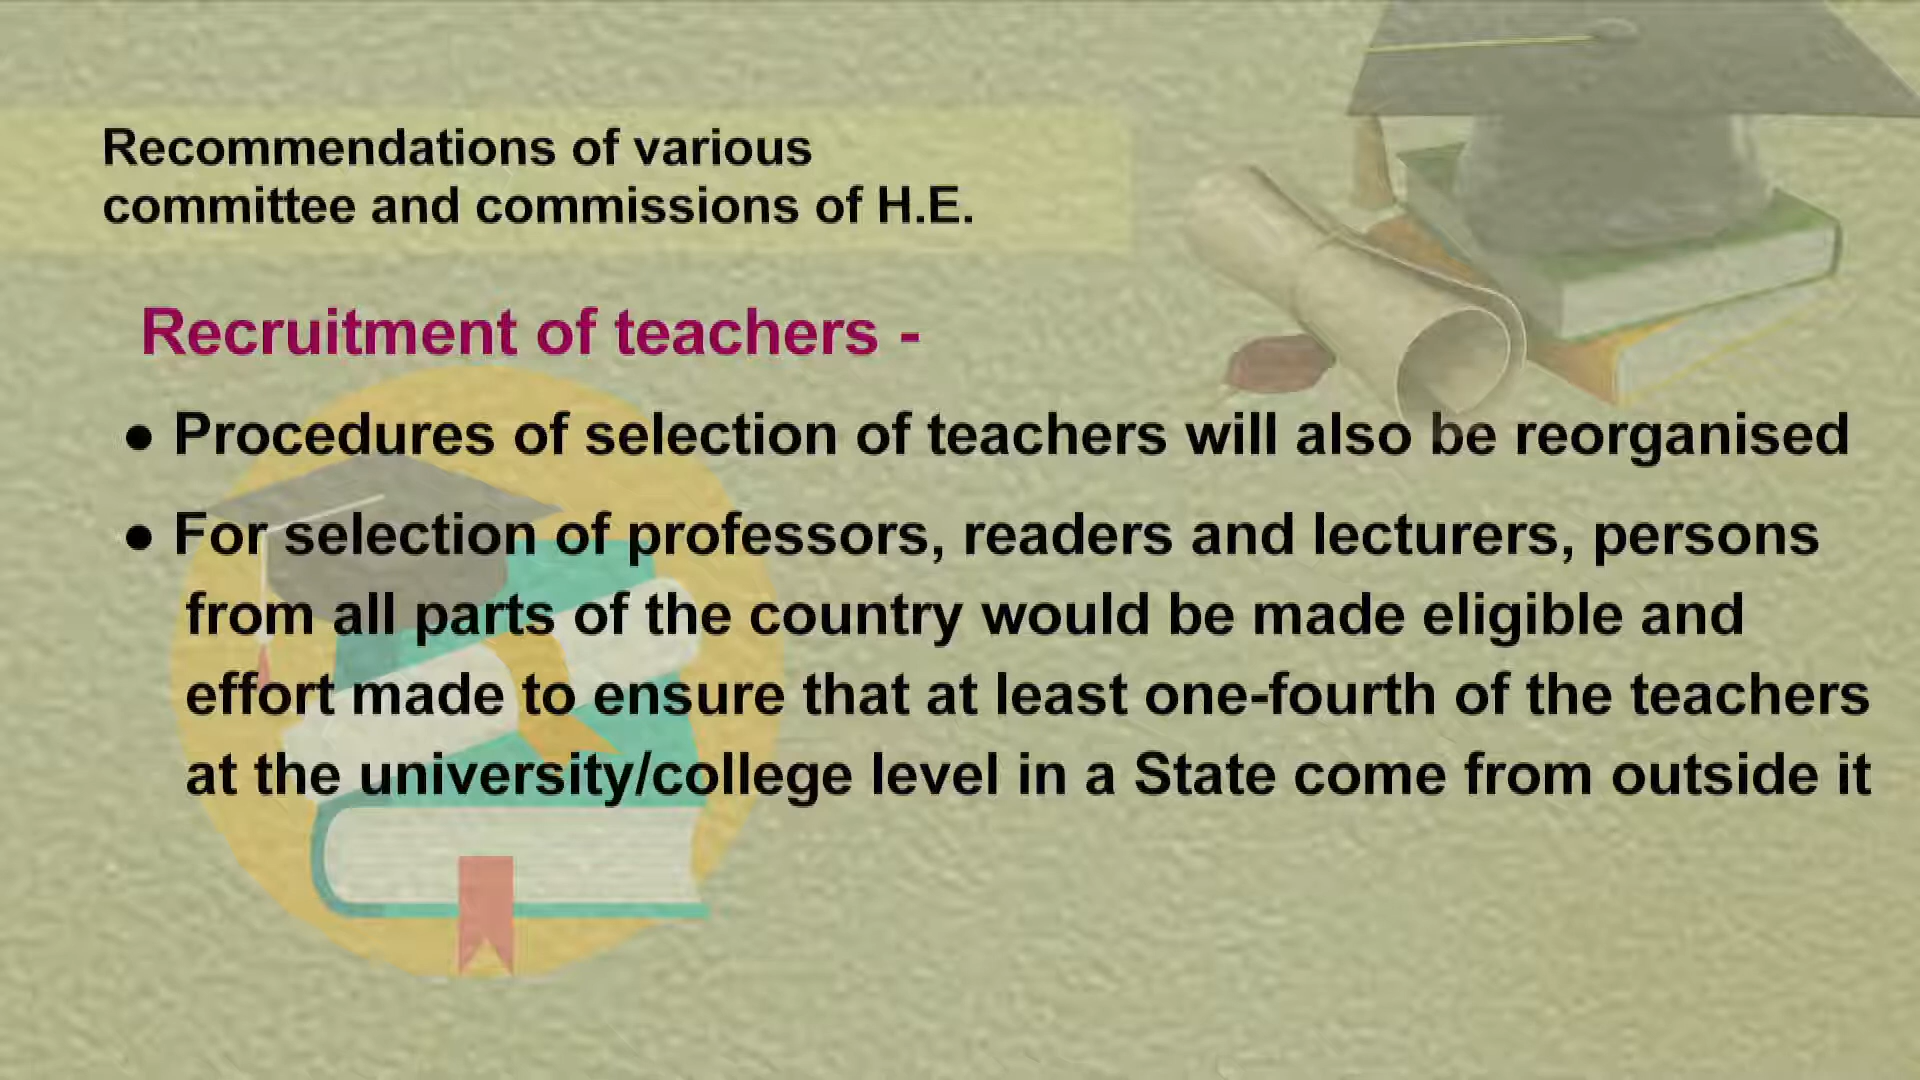 Recommendations of various
committee and commissions of H.E.
Recruitment of teachers -
● Procedures of selection of teachers will also be reorganised
● For selection of professors, readers and lecturers, persons
from all parts of the country would be made eligible and
effort made to ensure that at least one-fourth of the teachers
at the university/college level in a State come from outside it